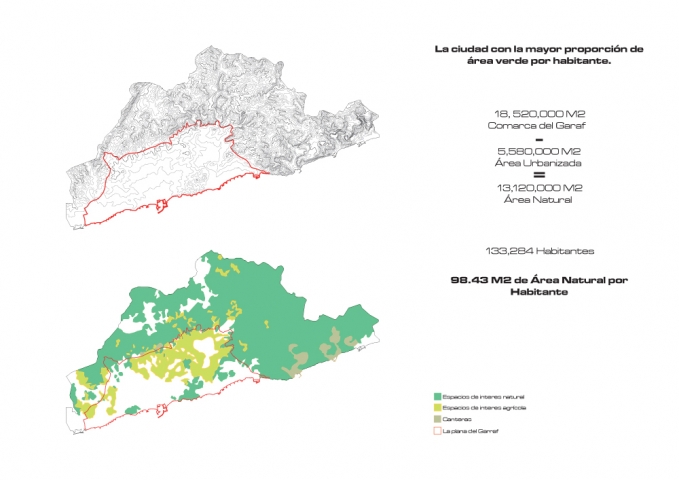 La ciudad con la mayor proporción de
área verde por habitante.
18,520,000 M2
Comarca del Garaf
-
5,580,000 M2
Área Urbanizada
=
13,120,000 M2
Área Natural
133,284 Habitantes
98.43 M2 de Área Natural por
Habitante
Espacios de interes natural
Espacios de interes agrícola
Canteras
La plana del Garraf